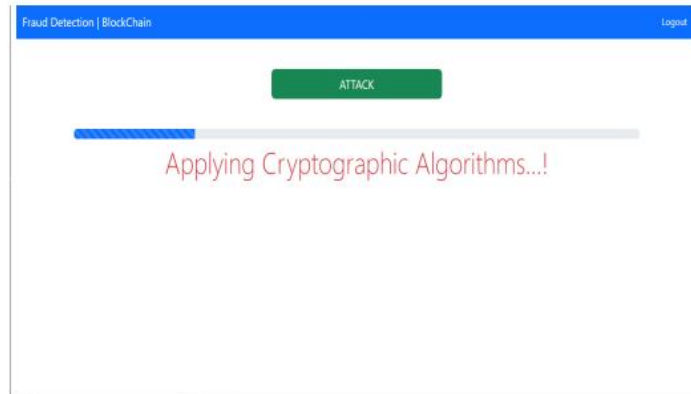 Fraud Detection | BlockChain
Logout
ATTACK
Applying Cryptographic Algorithms...!